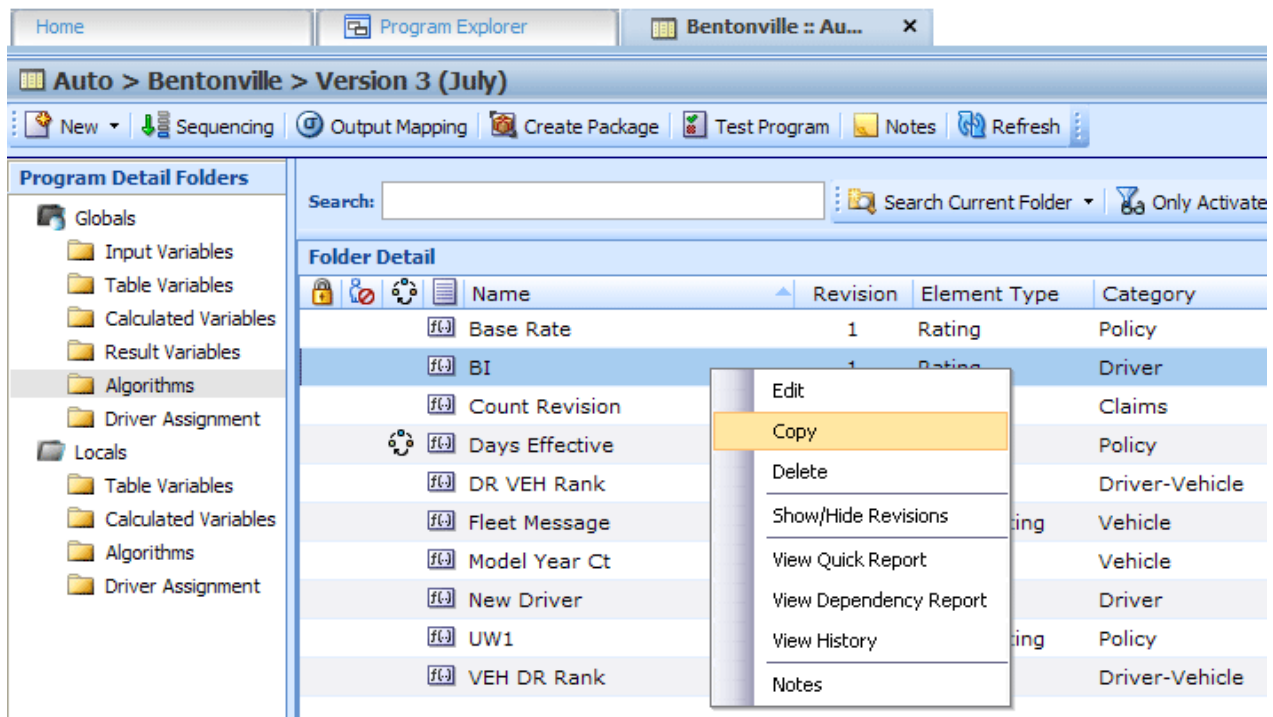 Home Program Explorer Bentonville :: Au... ×
Auto > Bentonville > Version 3 (July)
New Sequencing Output Mapping Create Package Test Program Notes Refresh
Program Detail Folders
Globals
Input Variables
Table Variables
Calculated Variables
Result Variables
Algorithms
Driver Assignment
Locals
Table Variables
Calculated Variables
Algorithms
Driver Assignment
Search: Search Current Folder Only Activate
Folder Detail
Name Revision Element Type Category
Base Rate 1 Rating Policy
BI 1 Rating Driver
Count Revision Claims
Days Effective Policy
DR VEH Rank Driver-Vehicle
Fleet Message ting Vehicle
Model Year Ct Vehicle
New Driver Driver
UW1 ting Policy
VEH DR Rank Driver-Vehicle
Edit
Copy
Delete
Show/Hide Revisions
View Quick Report
View Dependency Report
View History
Notes